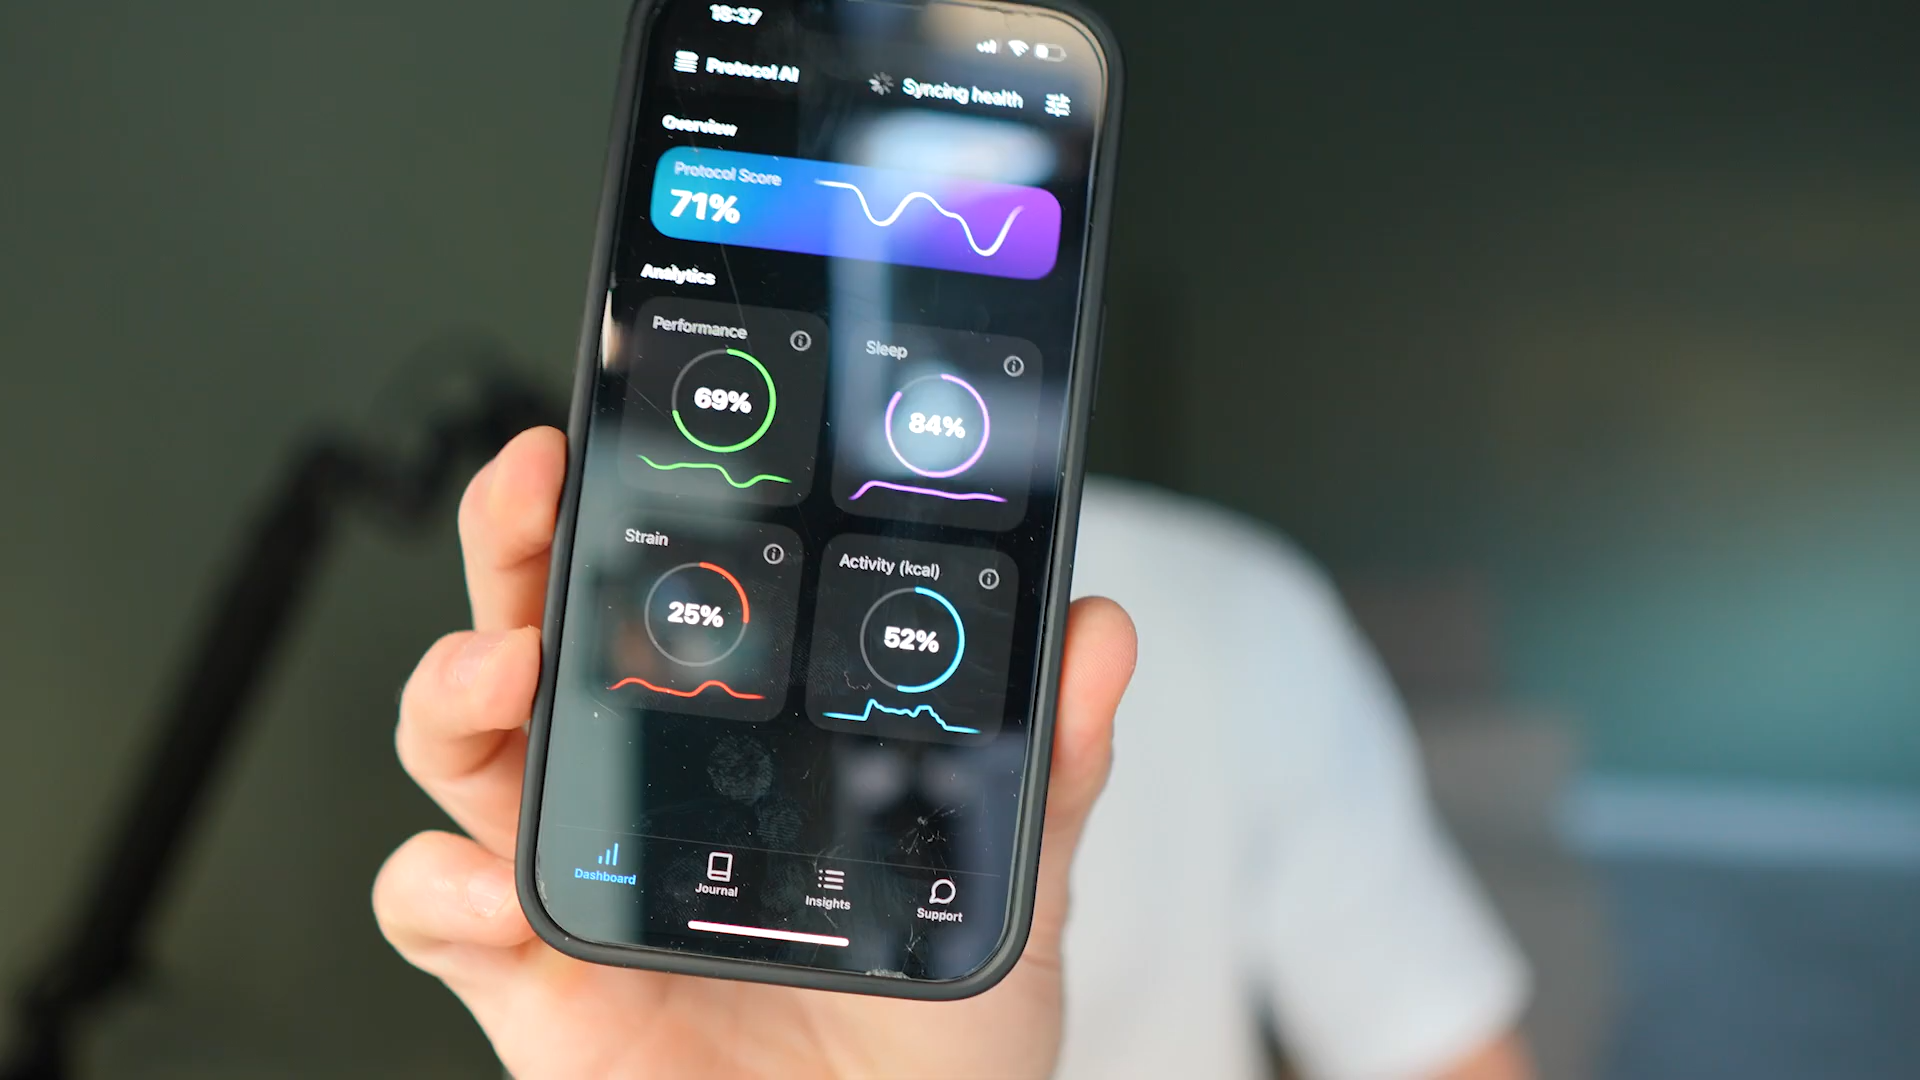 18:37
Protocol AI
Syncing health
Overview
Protocol Score
71%
Analytics
Performance
69%
Sleep
84%
Strain
25%
Activity (kcal)
52%
Dashboard
Journal
Insights
Support